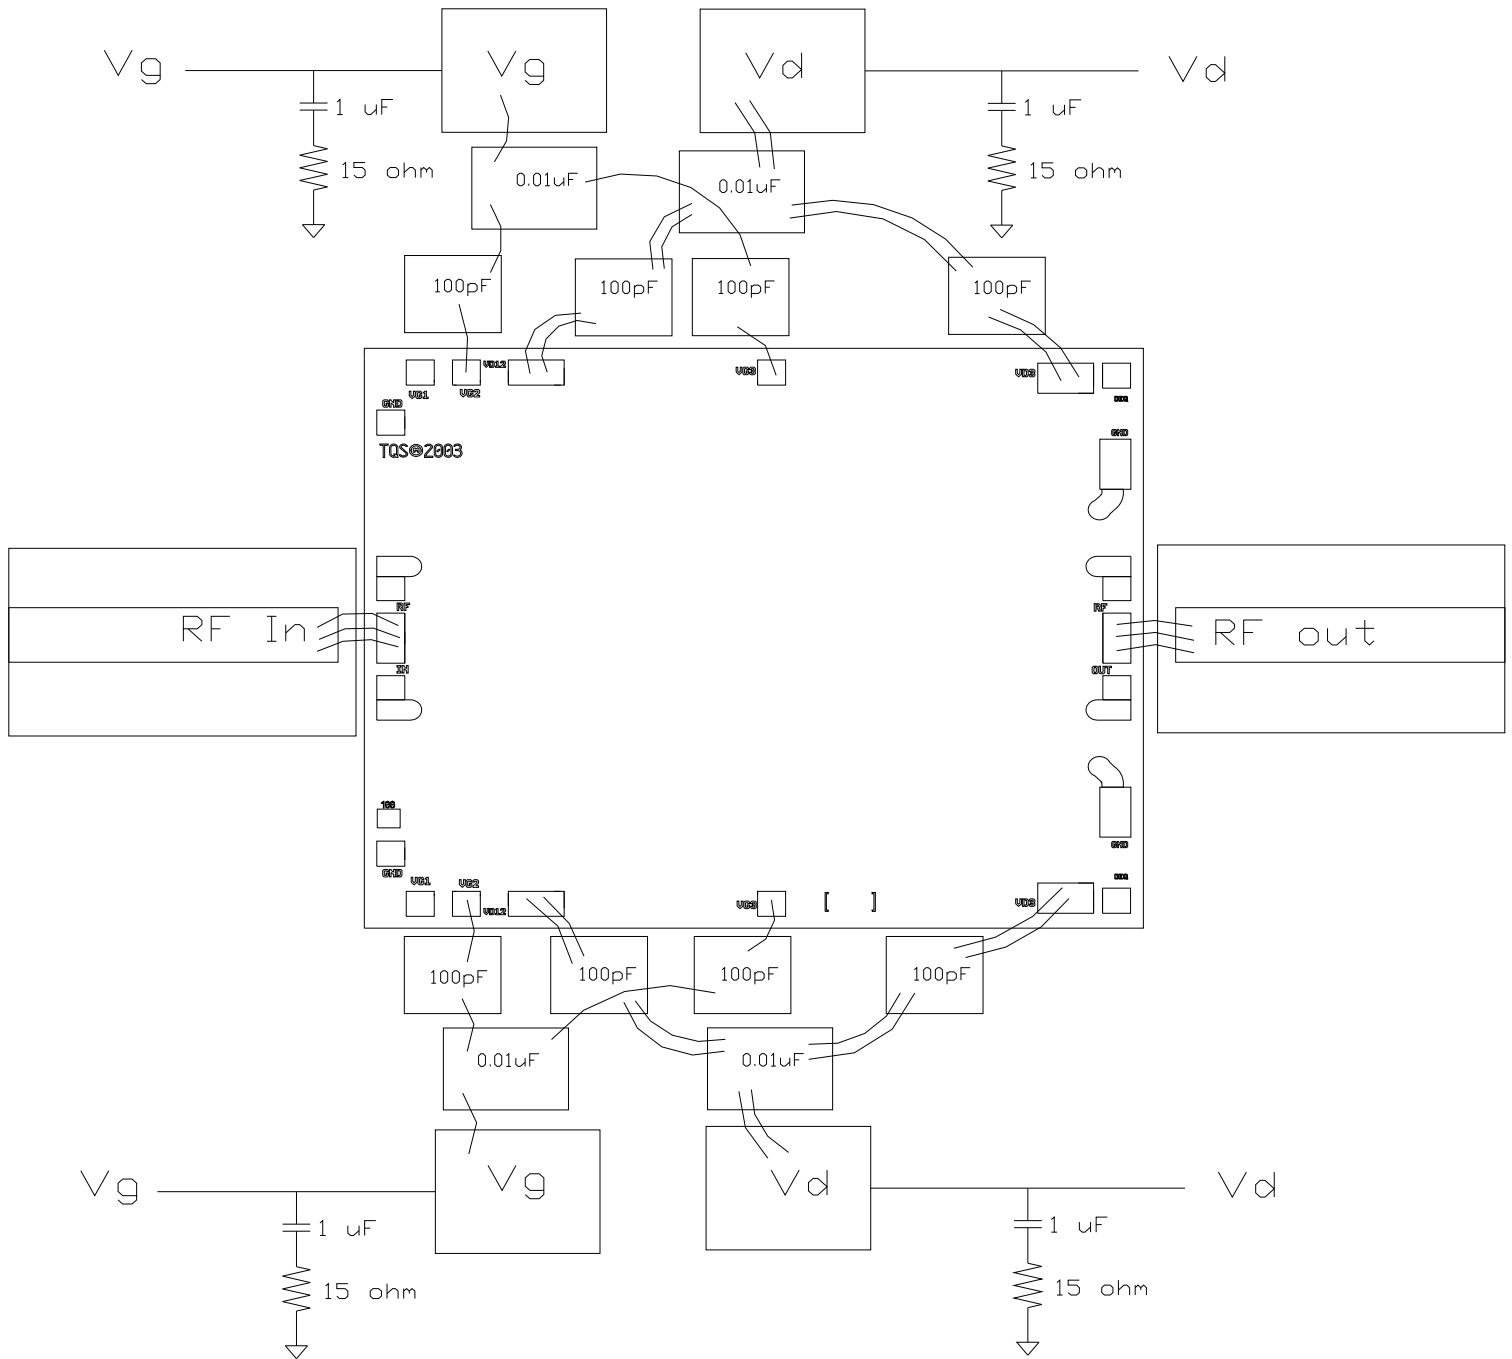 Vg Vg Vd Vd
1 uF 1 uF
15 ohm 0.01uF 0.01uF 15 ohm
100pF 100pF 100pF 100pF
VD12 VG3 VD3
VG1 VG2
GND
GND
TQS©2003
RF RF
RF In RF out
IN OUT
100
GND
GND
VG1 VG2
VD12 VG3 [ ] VD3
100pF 100pF 100pF 100pF
0.01uF 0.01uF
Vg Vg Vd Vd
1 uF 1 uF
15 ohm 15 ohm